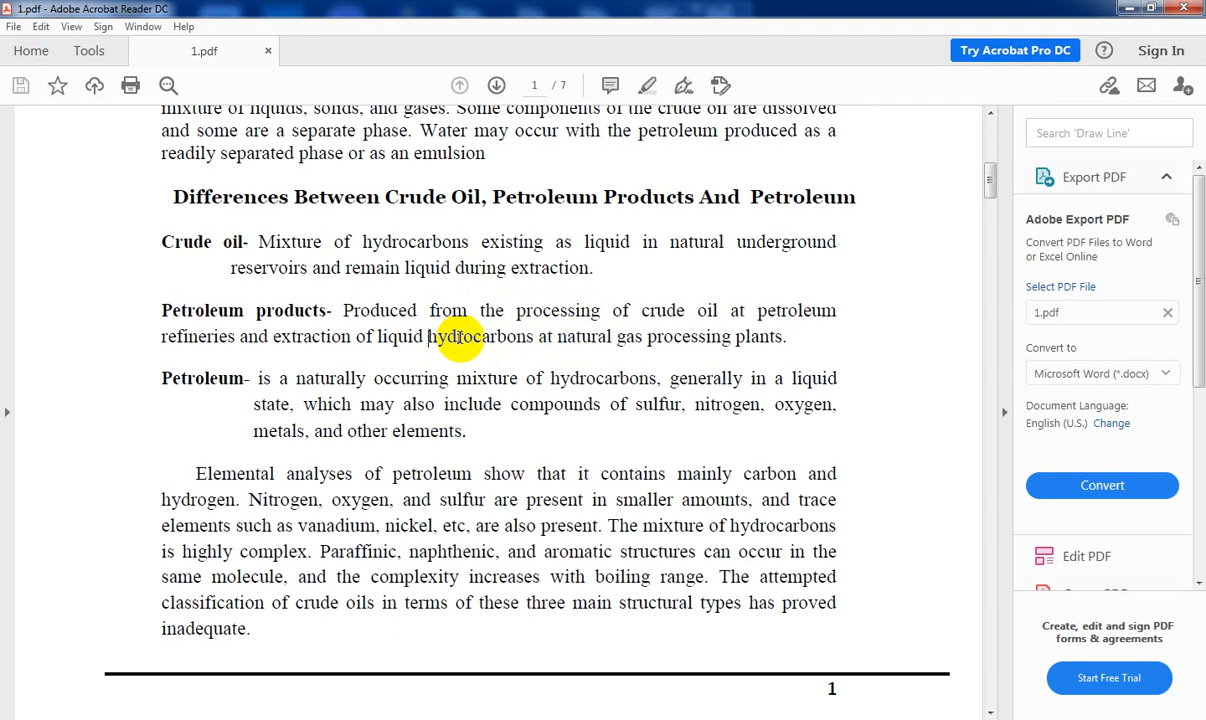 1.pdf - Adobe Acrobat Reader DC
File Edit View Sign Window Help
Home Tools 1.pdf × Try Acrobat Pro DC ? Sign In
1 / 7
mixture of liquids, solids, and gases. Some components of the crude oil are dissolved
and some are a separate phase. Water may occur with the petroleum produced as a
readily separated phase or as an emulsion
Differences Between Crude Oil, Petroleum Products And Petroleum
Crude oil- Mixture of hydrocarbons existing as liquid in natural underground
reservoirs and remain liquid during extraction.
Petroleum products- Produced from the processing of crude oil at petroleum
refineries and extraction of liquid hydrocarbons at natural gas processing plants.
Petroleum- is a naturally occurring mixture of hydrocarbons, generally in a liquid
state, which may also include compounds of sulfur, nitrogen, oxygen,
metals, and other elements.
Elemental analyses of petroleum show that it contains mainly carbon and
hydrogen. Nitrogen, oxygen, and sulfur are present in smaller amounts, and trace
elements such as vanadium, nickel, etc, are also present. The mixture of hydrocarbons
is highly complex. Paraffinic, naphthenic, and aromatic structures can occur in the
same molecule, and the complexity increases with boiling range. The attempted
classification of crude oils in terms of these three main structural types has proved
inadequate.
1
Search 'Draw Line'
Export PDF
Adobe Export PDF
Convert PDF Files to Word
or Excel Online
Select PDF File
1.pdf
Convert to
Microsoft Word (*.docx)
Document Language:
English (U.S.) Change
Convert
Edit PDF
Create, edit and sign PDF
forms & agreements
Start Free Trial